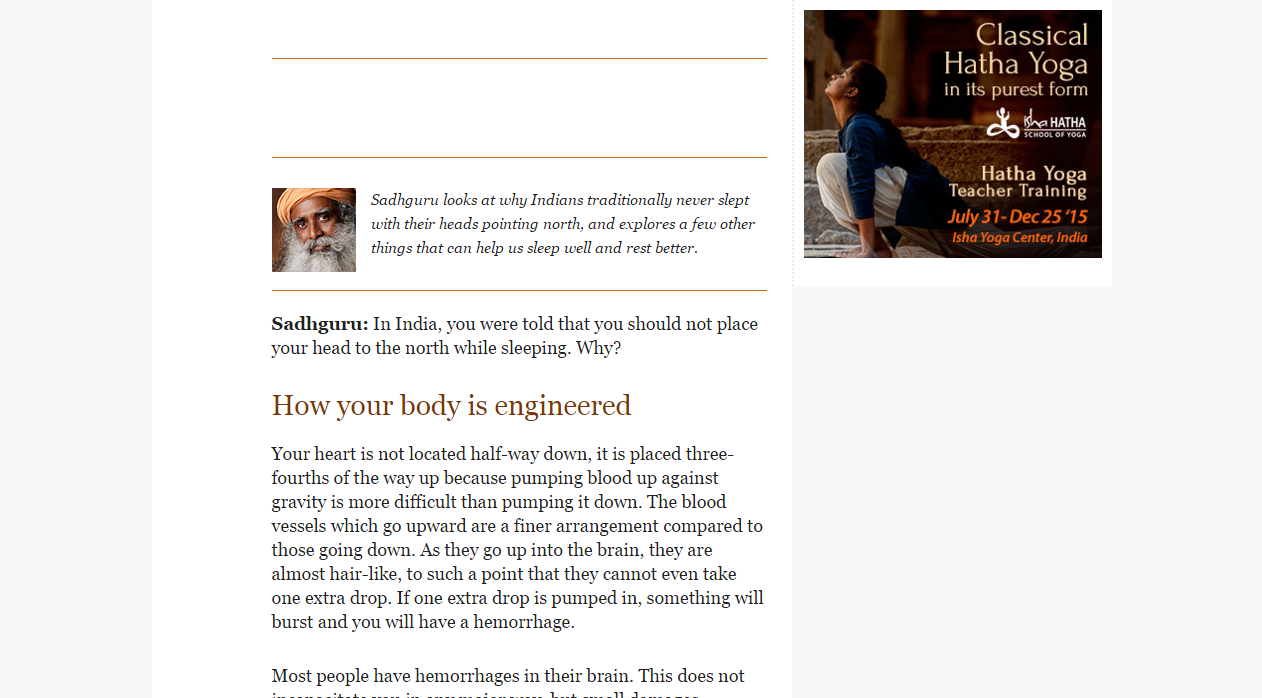 Classical
Hatha Yoga
in its purest form
isha HATHA
SCHOOL OF YOGA
Hatha Yoga
Teacher Training
July 31- Dec 25 '15
Isha Yoga Center, India
Sadhguru looks at why Indians traditionally never slept
with their heads pointing north, and explores a few other
things that can help us sleep well and rest better.
Sadhguru: In India, you were told that you should not place
your head to the north while sleeping. Why?
How your body is engineered
Your heart is not located half-way down, it is placed three-
fourths of the way up because pumping blood up against
gravity is more difficult than pumping it down. The blood
vessels which go upward are a finer arrangement compared to
those going down. As they go up into the brain, they are
almost hair-like, to such a point that they cannot even take
one extra drop. If one extra drop is pumped in, something will
burst and you will have a hemorrhage.
Most people have hemorrhages in their brain. This does not